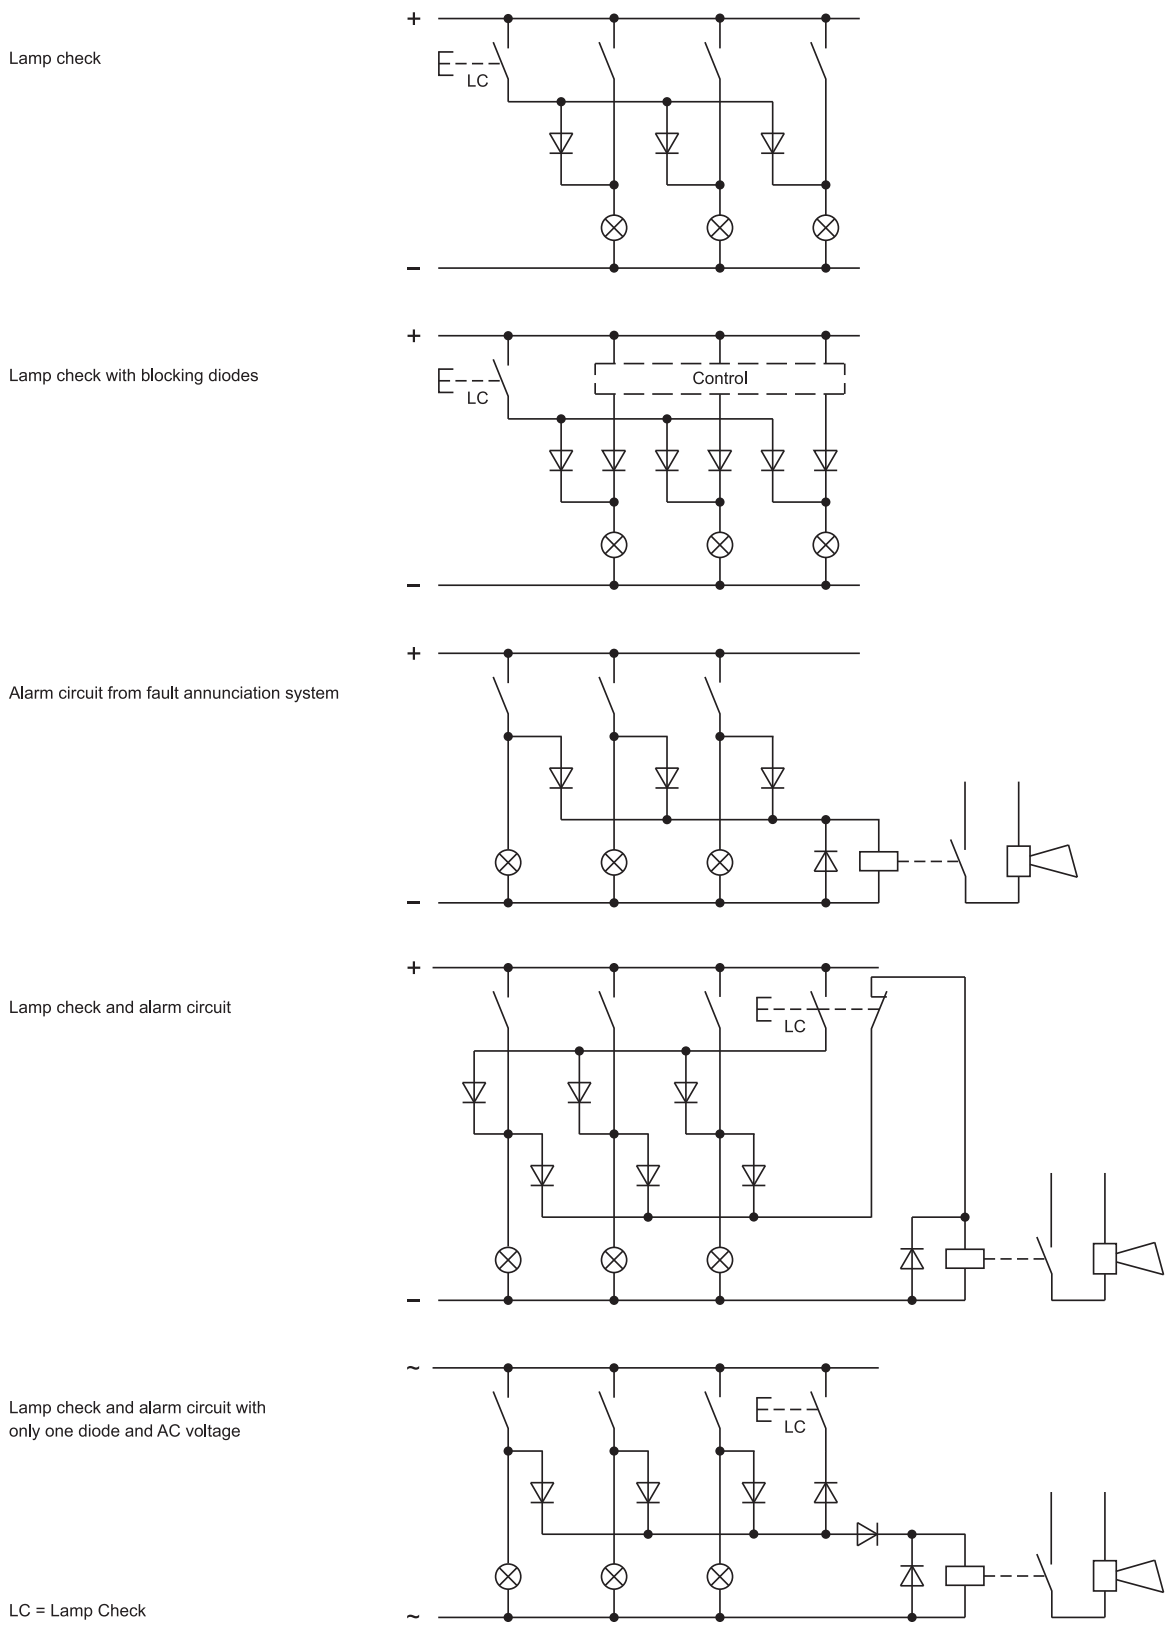 +
Lamp check
LC
−
+
Lamp check with blocking diodes
Control
LC
−
+
Alarm circuit from fault annunciation system
−
+
Lamp check and alarm circuit
LC
−
~
Lamp check and alarm circuit with
only one diode and AC voltage
LC
LC = Lamp Check
~